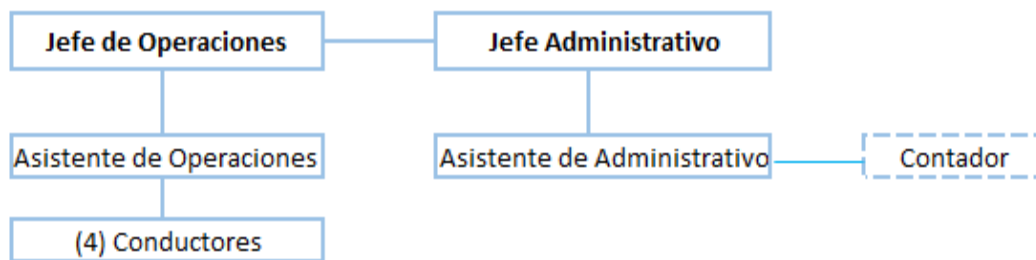 Jefe de Operaciones
Jefe Administrativo
Asistente de Operaciones
Asistente de Administrativo
Contador
(4) Conductores